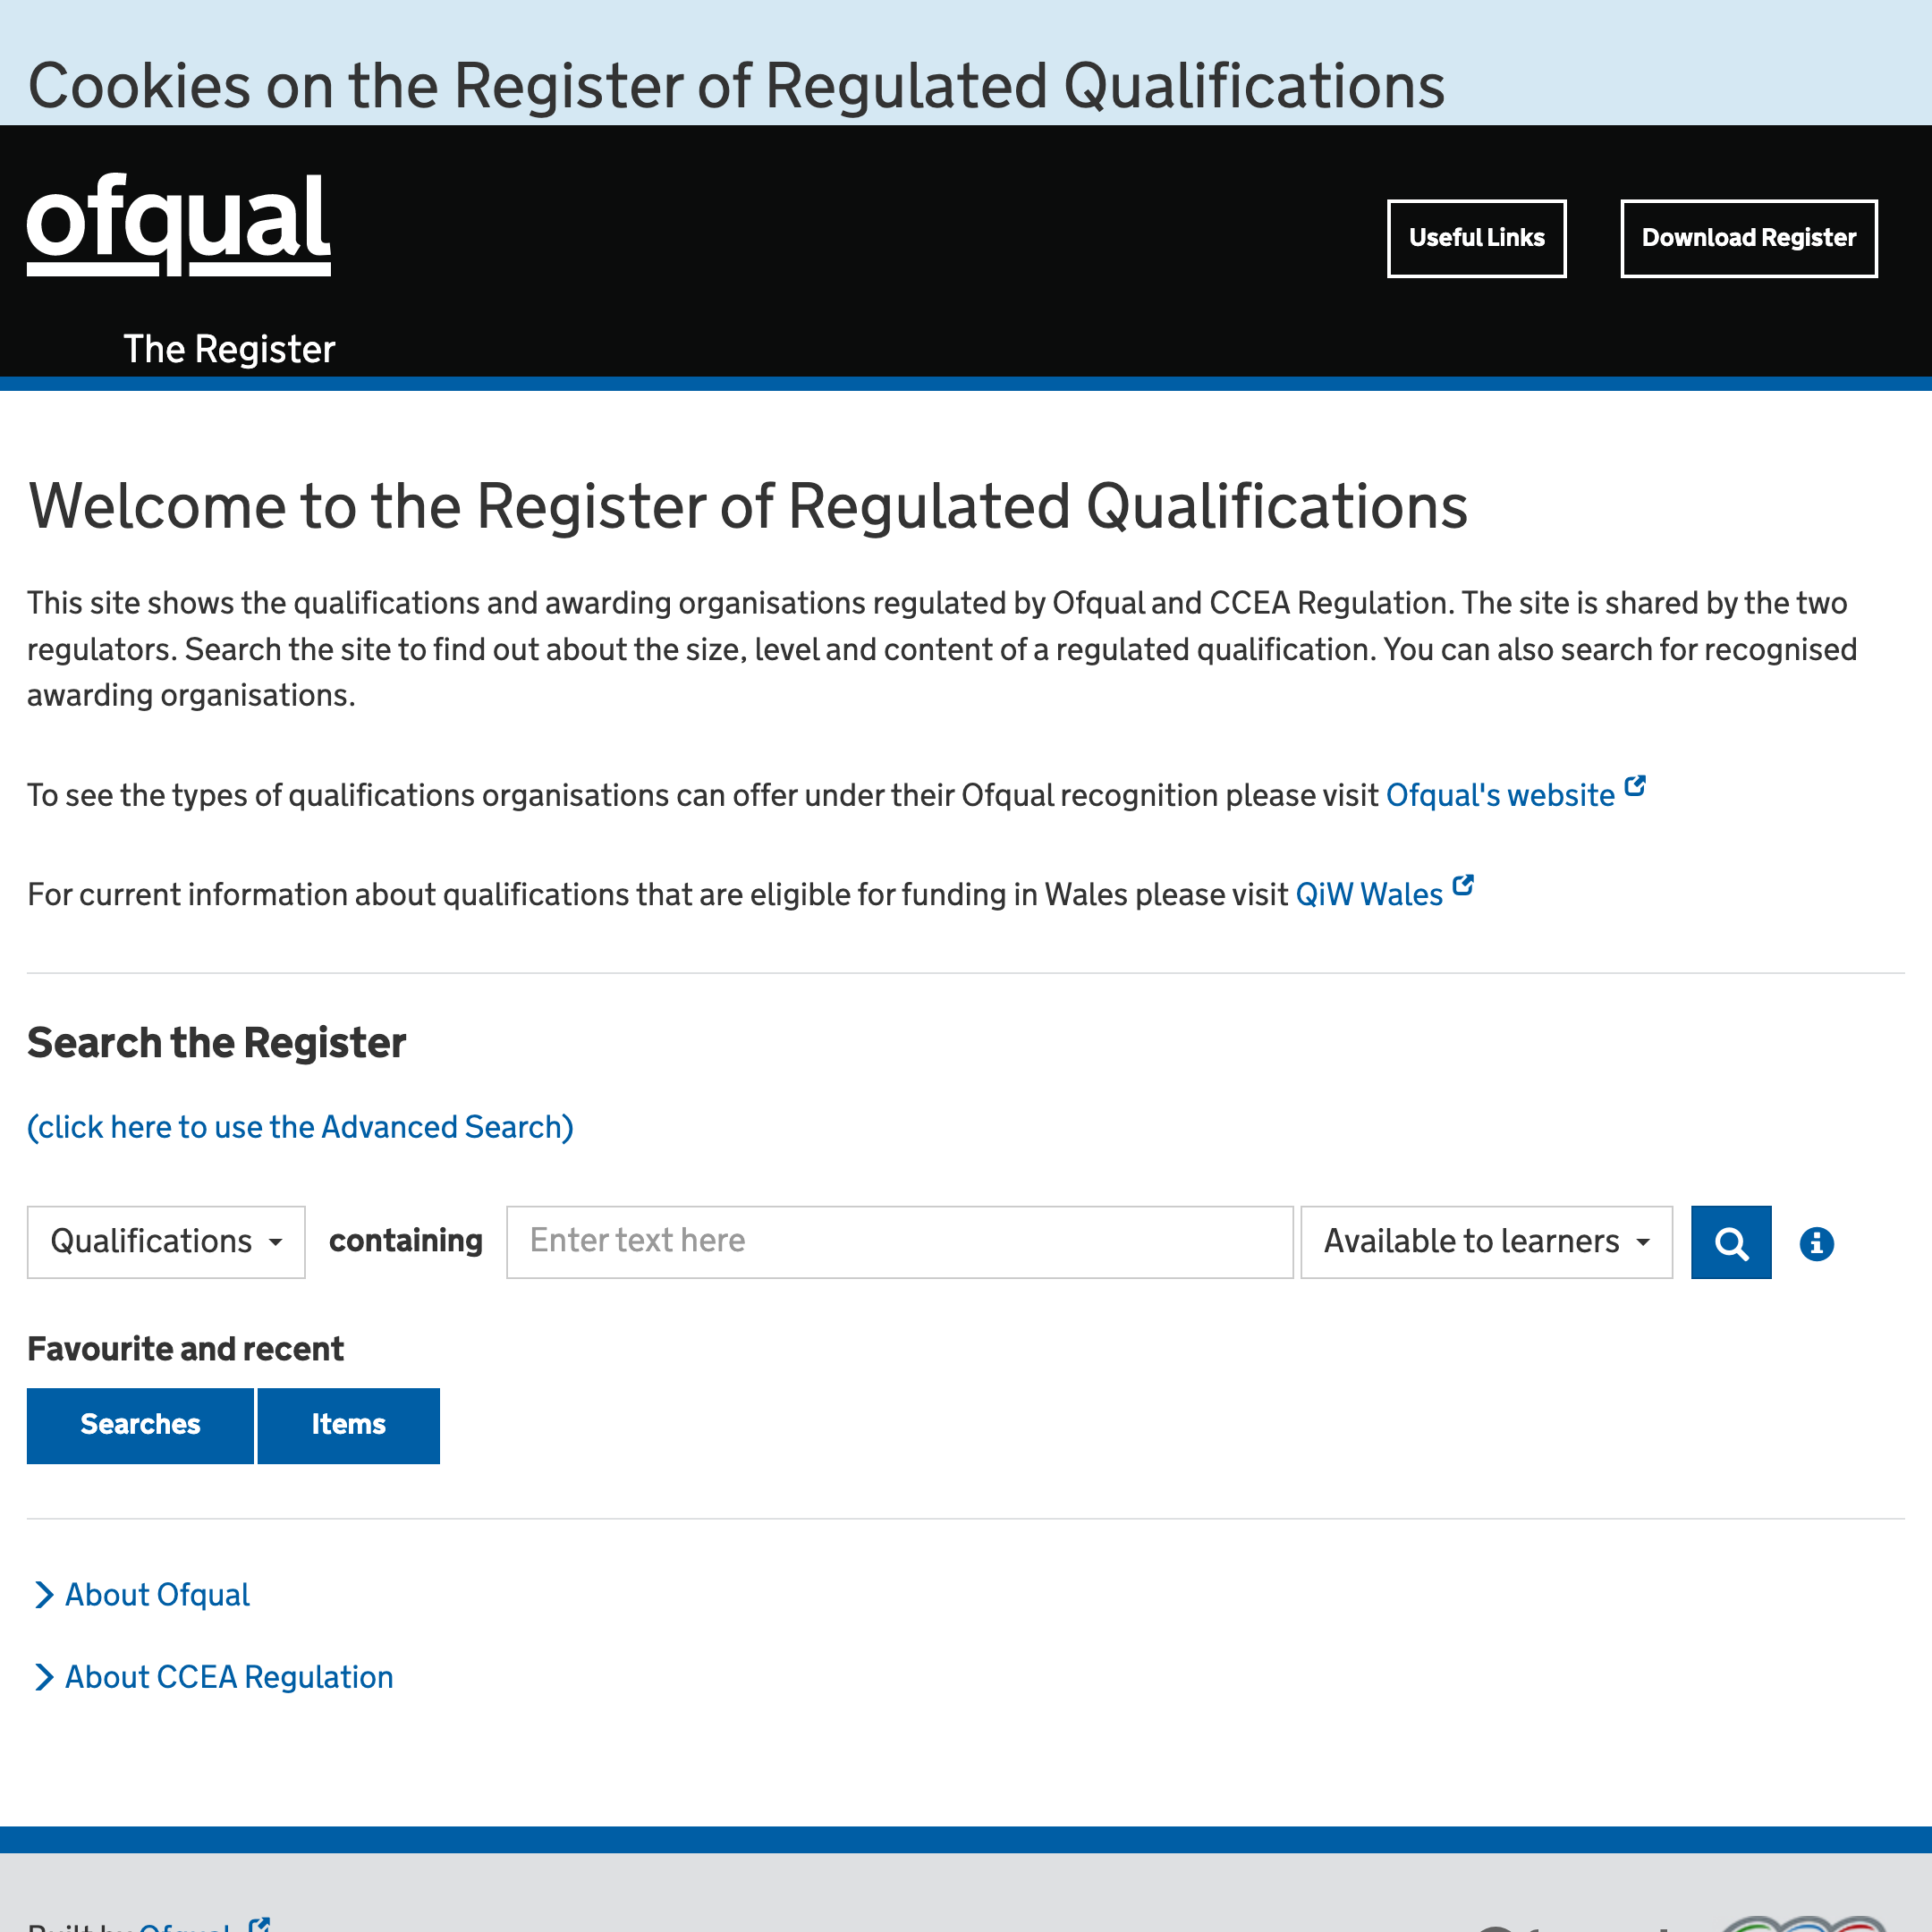 Cookies on the Register of Regulated Qualifications
ofqual
Useful Links
Download Register
The Register
Welcome to the Register of Regulated Qualifications
This site shows the qualifications and awarding organisations regulated by Ofqual and CCEA Regulation. The site is shared by the two
regulators. Search the site to find out about the size, level and content of a regulated qualification. You can also search for recognised
awarding organisations.
To see the types of qualifications organisations can offer under their Ofqual recognition please visit Ofqual's website
For current information about qualifications that are eligible for funding in Wales please visit QiW Wales
Search the Register
(click here to use the Advanced Search)
Qualifications containing Enter text here Available to learners
Favourite and recent
Searches Items
About Ofqual
About CCEA Regulation
Built by Ofqual